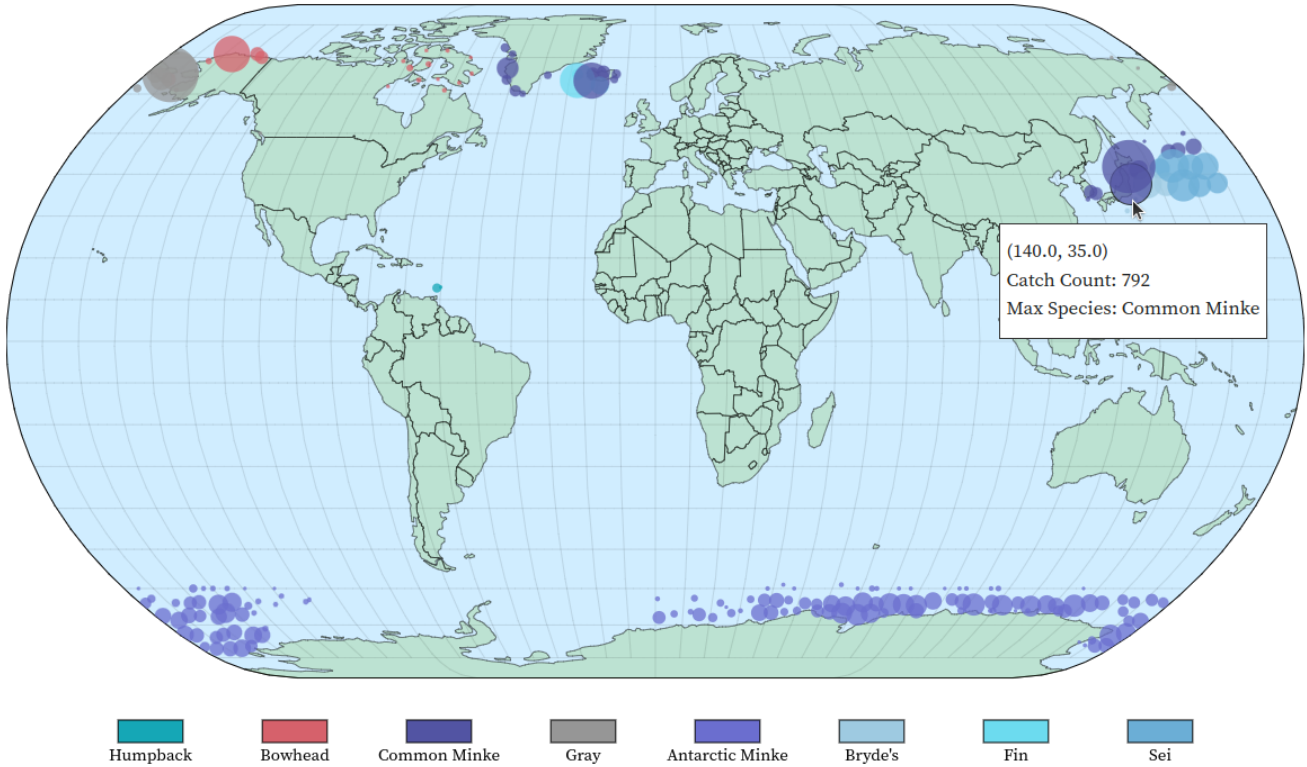 (140.0, 35.0)
Catch Count: 792
Max Species: Common Minke
Humpback
Bowhead
Common Minke
Gray
Antarctic Minke
Bryde's
Fin
Sei